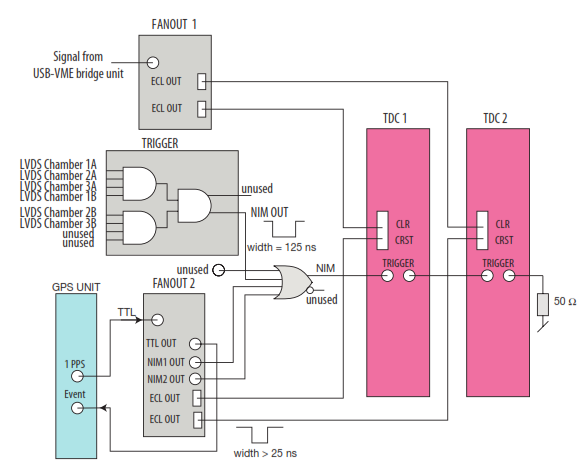 FANOUT 1
Signal from
USB-VME bridge unit
ECL OUT
ECL OUT
TRIGGER
TDC 1
TDC 2
LVDS Chamber 1A
LVDS Chamber 2A
LVDS Chamber 3A
LVDS Chamber 1B
LVDS Chamber 2B
LVDS Chamber 3B
unused
unused
unused
NIM OUT
width = 125 ns
CLR
CRST
CLR
CRST
TRIGGER
TRIGGER
unused
NIM
unused
GPS UNIT
FANOUT 2
TTL
50 Ω
TTL OUT
NIM1 OUT
NIM2 OUT
ECL OUT
ECL OUT
1 PPS
Event
width > 25 ns